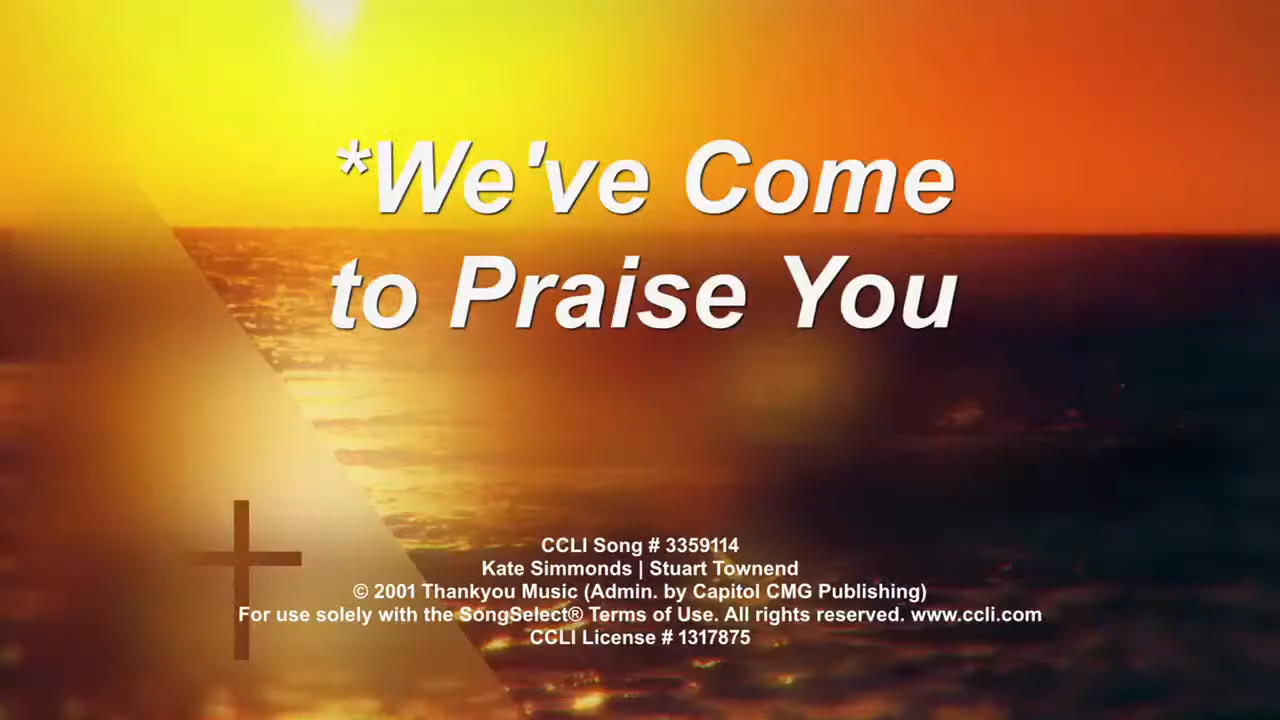 *We've Come
to Praise You
CCLI Song # 3359114
Kate Simmonds | Stuart Townend
© 2001 Thankyou Music (Admin. by Capitol CMG Publishing)
For use solely with the SongSelect® Terms of Use. All rights reserved. www.ccli.com
CCLI License # 1317875